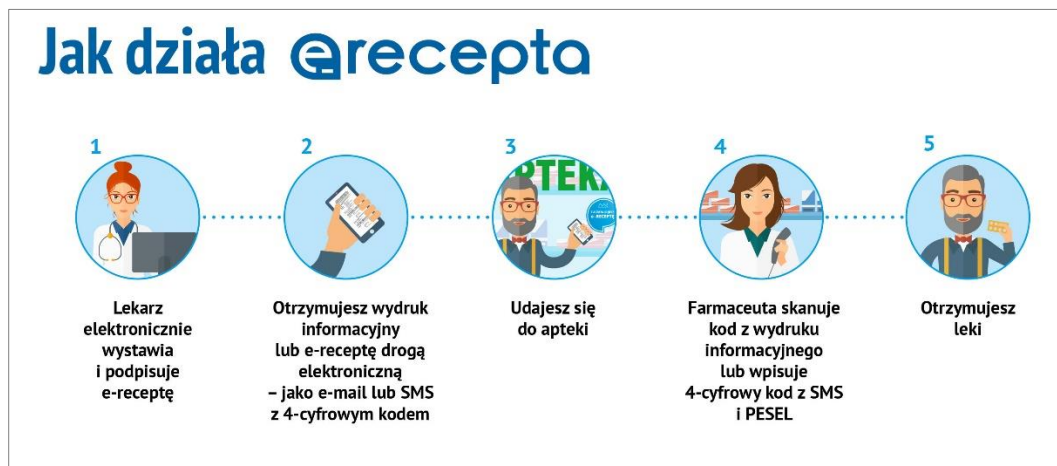 Jak działa erecepta
1
2
3
4
5
APTEKA
e-RECEPTĘ
Lekarz
elektronicznie
wystawia
i podpisuje
e-receptę
Otrzymujesz wydruk
informacyjny
lub e-receptę drogą
elektroniczną
– jako e-mail lub SMS
z 4-cyfrowym kodem
Udajesz się
do apteki
Farmaceuta skanuje
kod z wydruku
informacyjnego
lub wpisuje
4-cyfrowy kod z SMS
i PESEL
Otrzymujesz
leki